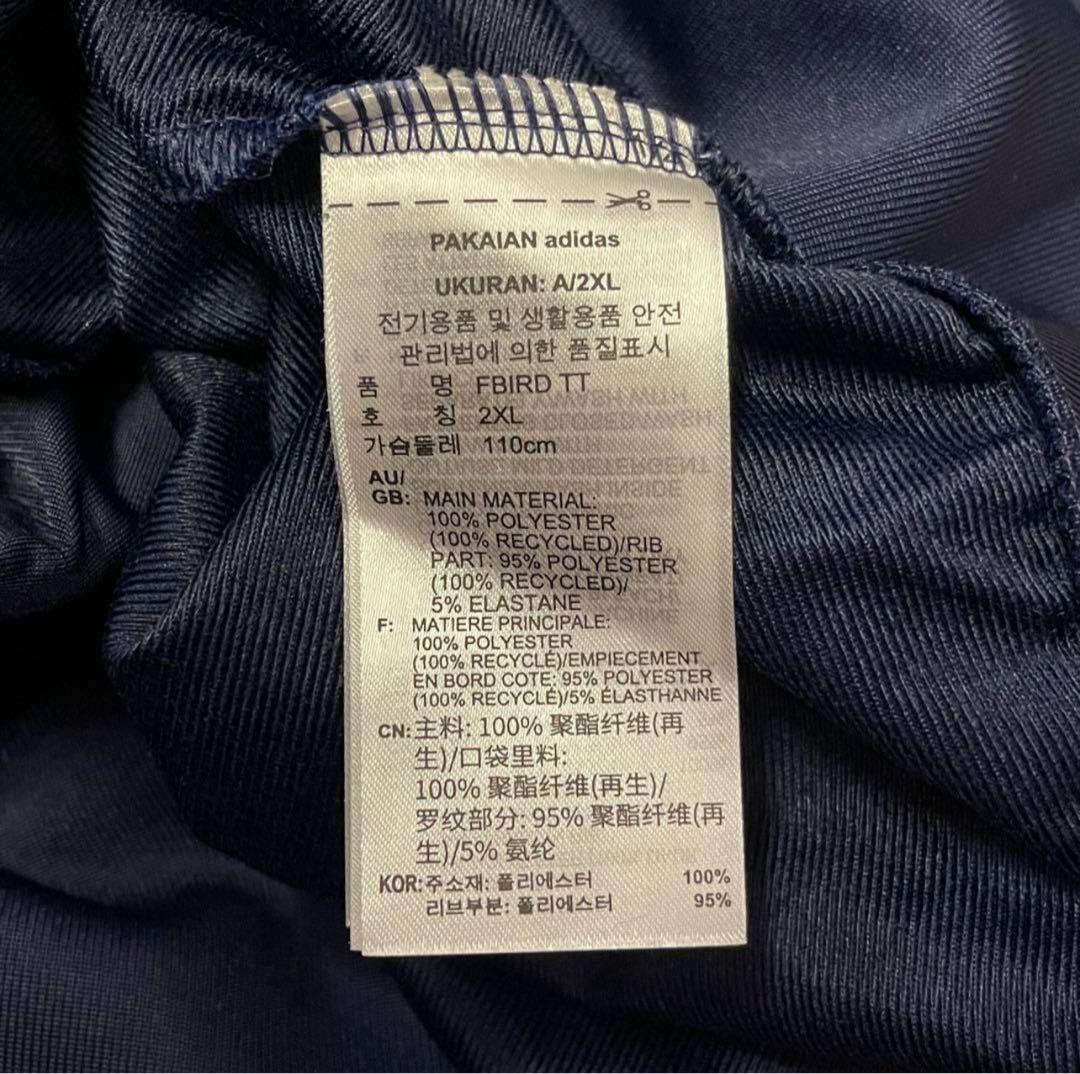 PAKAIAN adidas
UKURAN: A/2XL
전기용품 및 생활용품 안전
관리법에 의한 품질표시
품 명 FBIRD TT
호 칭 2XL
가슴둘레 110cm
AU/
GB: MAIN MATERIAL:
100% POLYESTER
(100% RECYCLED)/RIB
PART: 95% POLYESTER
(100% RECYCLED)/
5% ELASTANE
F: MATIERE PRINCIPALE:
100% POLYESTER
(100% RECYCLÉ)/EMPIECEMENT
EN BORD COTE: 95% POLYESTER
(100% RECYCLÉ)/5% ÉLASTHANNE
CN: 主料: 100% 聚酯纤维(再
生)/口袋里料:
100% 聚酯纤维(再生)/
罗纹部分: 95% 聚酯纤维(再
生)/5% 氨纶
KOR: 주소재: 폴리에스터 100%
리브부분: 폴리에스터 95%